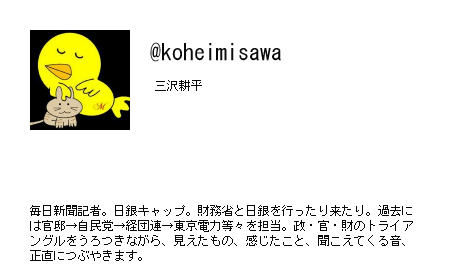 @koheimisawa
三沢耕平
毎日新聞記者。日銀キャップ。財務省と日銀を行ったり来たり。過去に
は官邸→自民党→経団連→東京電力等々を担当。政・官・財のトライア
ングルをうろつきながら、見えたもの、感じたこと、聞こえてくる音、
正直につぶやきます。